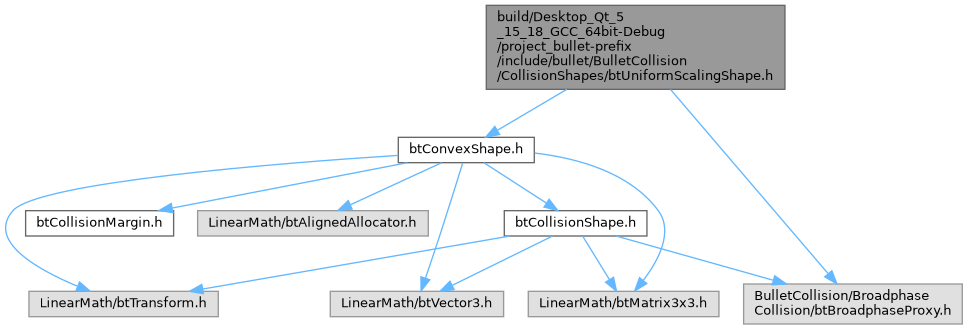 build/Desktop_Qt_5
_15_18_GCC_64bit-Debug
/project_bullet-prefix
/include/bullet/BulletCollision
/CollisionShapes/btUniformScalingShape.h
btConvexShape.h
btCollisionMargin.h
LinearMath/btAlignedAllocator.h
btCollisionShape.h
LinearMath/btTransform.h
LinearMath/btVector3.h
LinearMath/btMatrix3x3.h
BulletCollision/Broadphase
Collision/btBroadphaseProxy.h